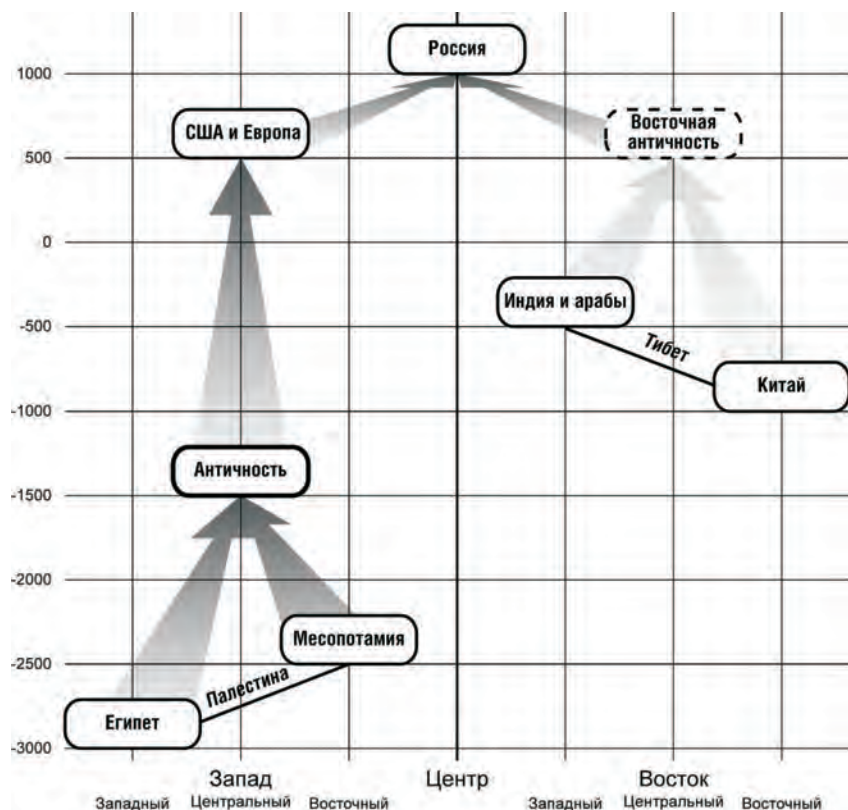 Россия
1000
США и Европа
Восточная
античность
500
0
Индия и арабы
-500
Тибет
Китай
-1000
Античность
-1500
-2000
Месопотамия
-2500
Палестина
Египет
-3000
Запад Центр Восток
Западный Центральный Восточный Западный Центральный Восточный